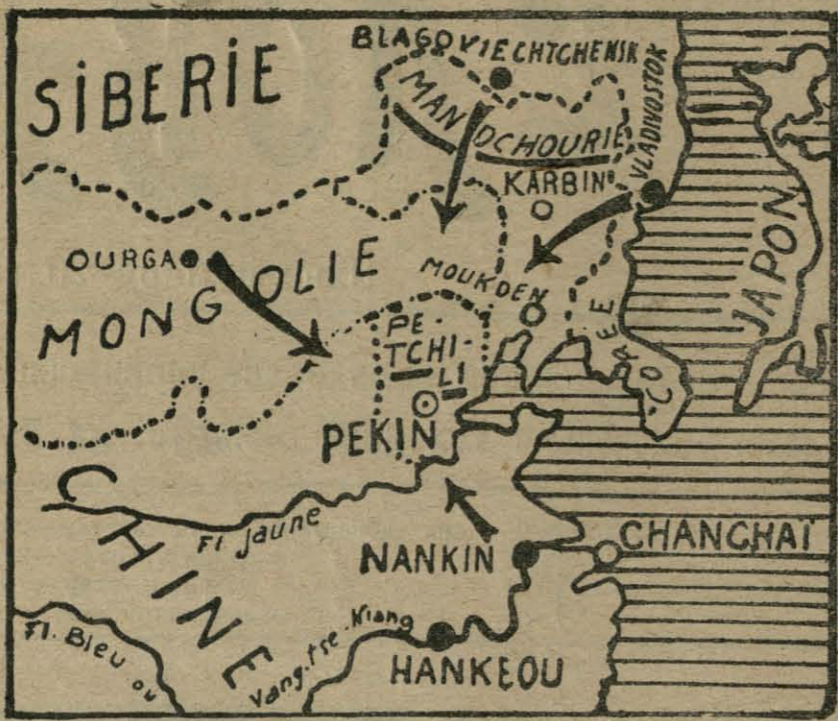 SIBERIE
BLAGOVIECHTCHENSK
MANDCHOURIE
VLADIVOSTOK
KARBIN
OURGA
MONGOLIE
MOUKDEN
COREE
JAPON
PE-
TCHI-
LI
PEKIN
CHINE
Fl Jaune
NANKIN
CHANGHAI
Fl. Bleu ou
Yang.tse.Kiang
HANKEOU